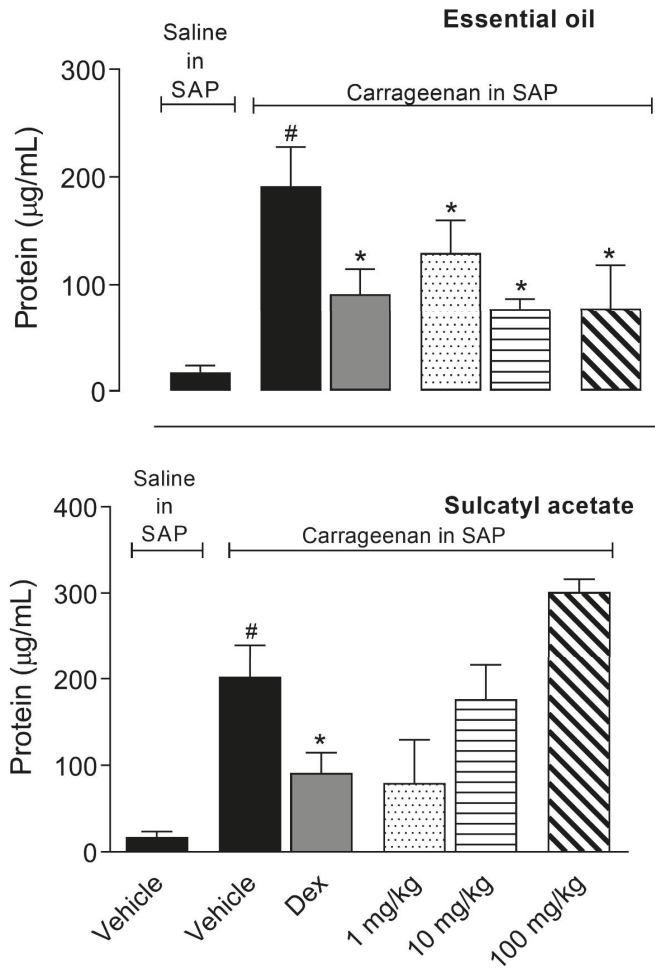 Essential oil
Saline
in
SAP
Carrageenan in SAP
Protein (µg/mL)
300
200
100
0
#
*
*
*
*
Saline
in
SAP
Sulcatyl acetate
Carrageenan in SAP
Protein (µg/mL)
400
300
200
100
0
#
*
Vehicle
Vehicle
Dex
1 mg/kg
10 mg/kg
100 mg/kg